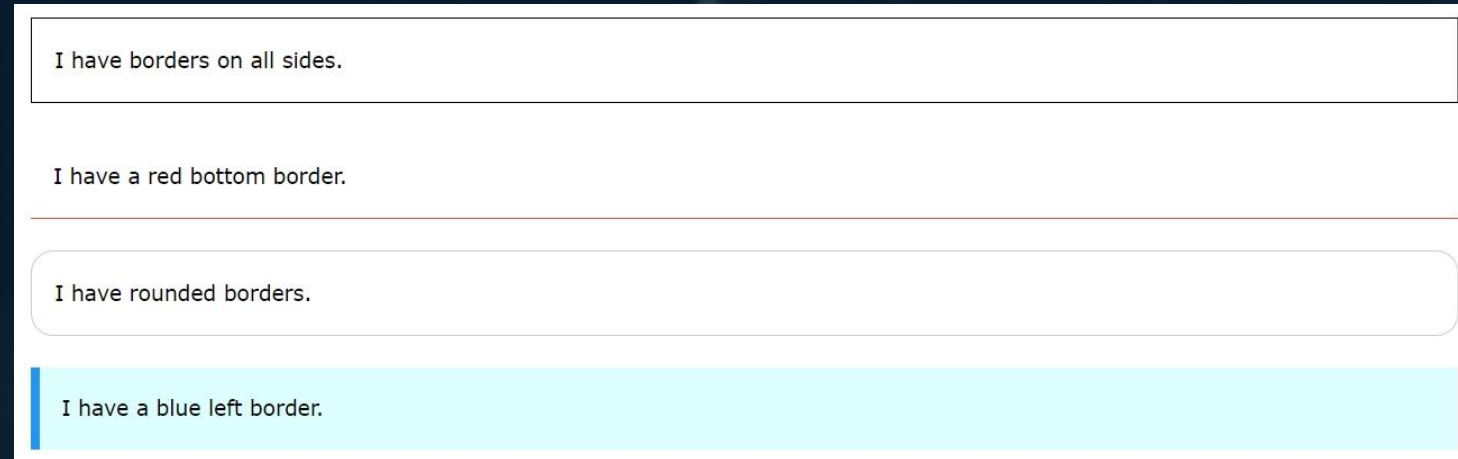 I have borders on all sides.
I have a red bottom border.
I have rounded borders.
I have a blue left border.